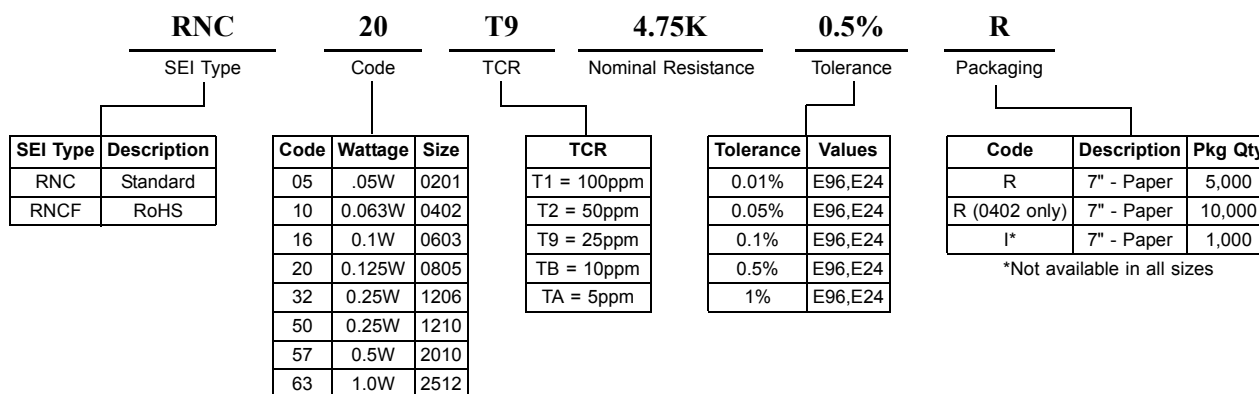 RNC 20 T9 4.75K 0.5% R
SEI Type Code TCR Nominal Resistance Tolerance Packaging
SEI Type Description
RNC Standard
RNCF RoHS
Code Wattage Size
05 .05W 0201
10 0.063W 0402
16 0.1W 0603
20 0.125W 0805
32 0.25W 1206
50 0.25W 1210
57 0.5W 2010
63 1.0W 2512
TCR
T1 = 100ppm
T2 = 50ppm
T9 = 25ppm
TB = 10ppm
TA = 5ppm
Tolerance Values
0.01% E96,E24
0.05% E96,E24
0.1% E96,E24
0.5% E96,E24
1% E96,E24
Code Description Pkg Qty
R 7" - Paper 5,000
R (0402 only) 7" - Paper 10,000
I* 7" - Paper 1,000
*Not available in all sizes